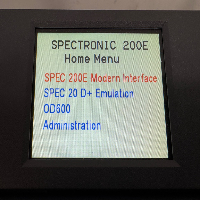 SPECTRONIC 200E
Home Menu
SPEC 200E Modern Interface
SPEC 20 D+ Emulation
OD600
Administration